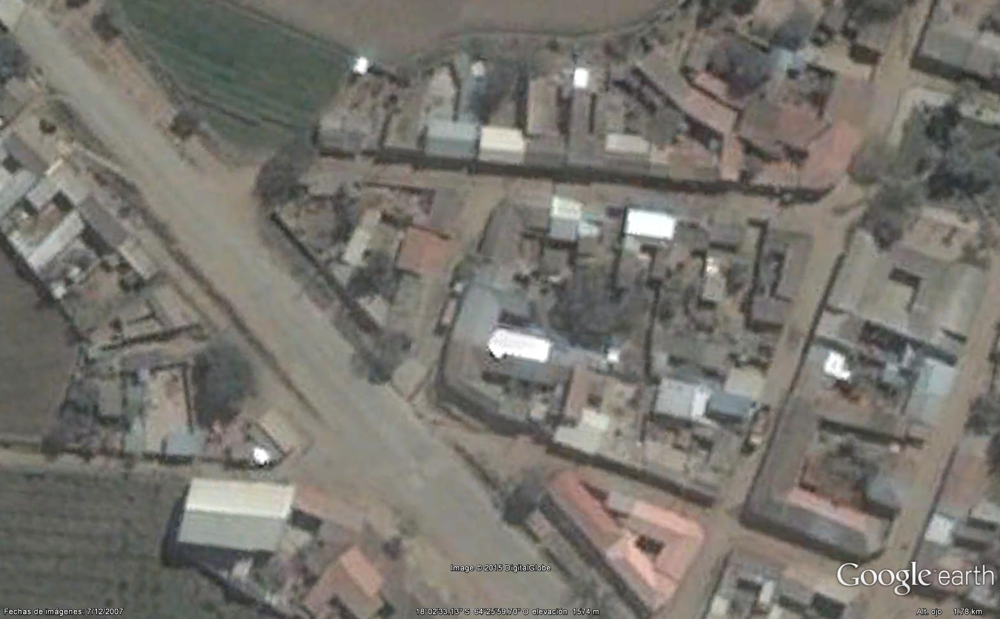 Image © 2015 DigitalGlobe
Google earth
Fechas de imágenes: 7/12/2007 18°02'33.13" S 64°25'59.70" O elevación 1574 m Alt. ojo 1.78 km